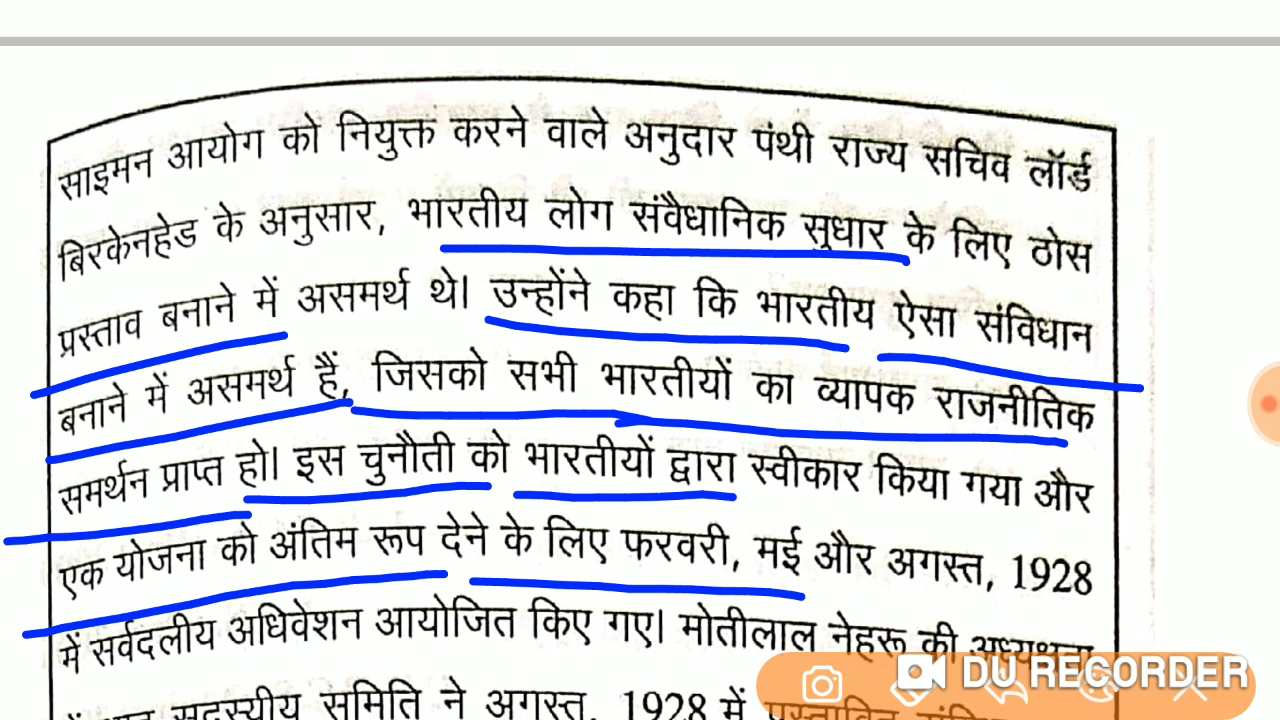 साइमन आयोग को नियुक्त करने वाले अनुदार पंथी राज्य सचिव लॉर्ड
बिरकेनहेड के अनुसार, भारतीय लोग संवैधानिक सुधार के लिए ठोस
प्रस्ताव बनाने में असमर्थ थे। उन्होंने कहा कि भारतीय ऐसा संविधान
बनाने में असमर्थ हैं, जिसको सभी भारतीयों का व्यापक राजनीतिक
समर्थन प्राप्त हो। इस चुनौती को भारतीयों द्वारा स्वीकार किया गया और
एक योजना को अंतिम रूप देने के लिए फरवरी, मई और अगस्त, 1928
में सर्वदलीय अधिवेशन आयोजित किए गए। मोतीलाल नेहरू की अध्यक्षता
सदस्यीय समिति ने अगस्त, 1928 में
DU RECORDER